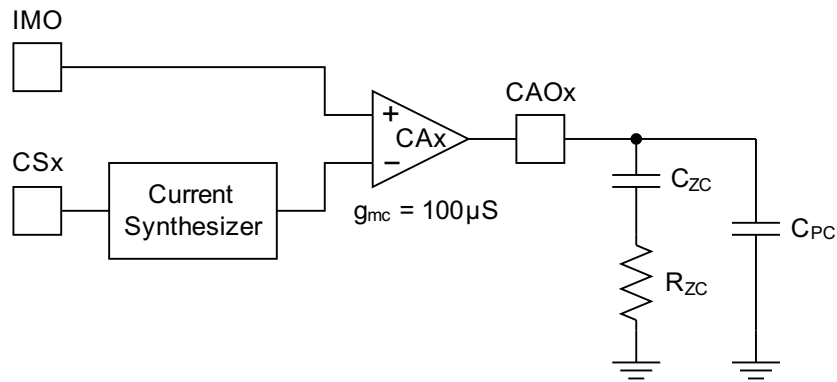 IMO
CAOx
+
CAx
−
CSx
Current
Synthesizer
gmc = 100µS
CZC
RZC
CPC